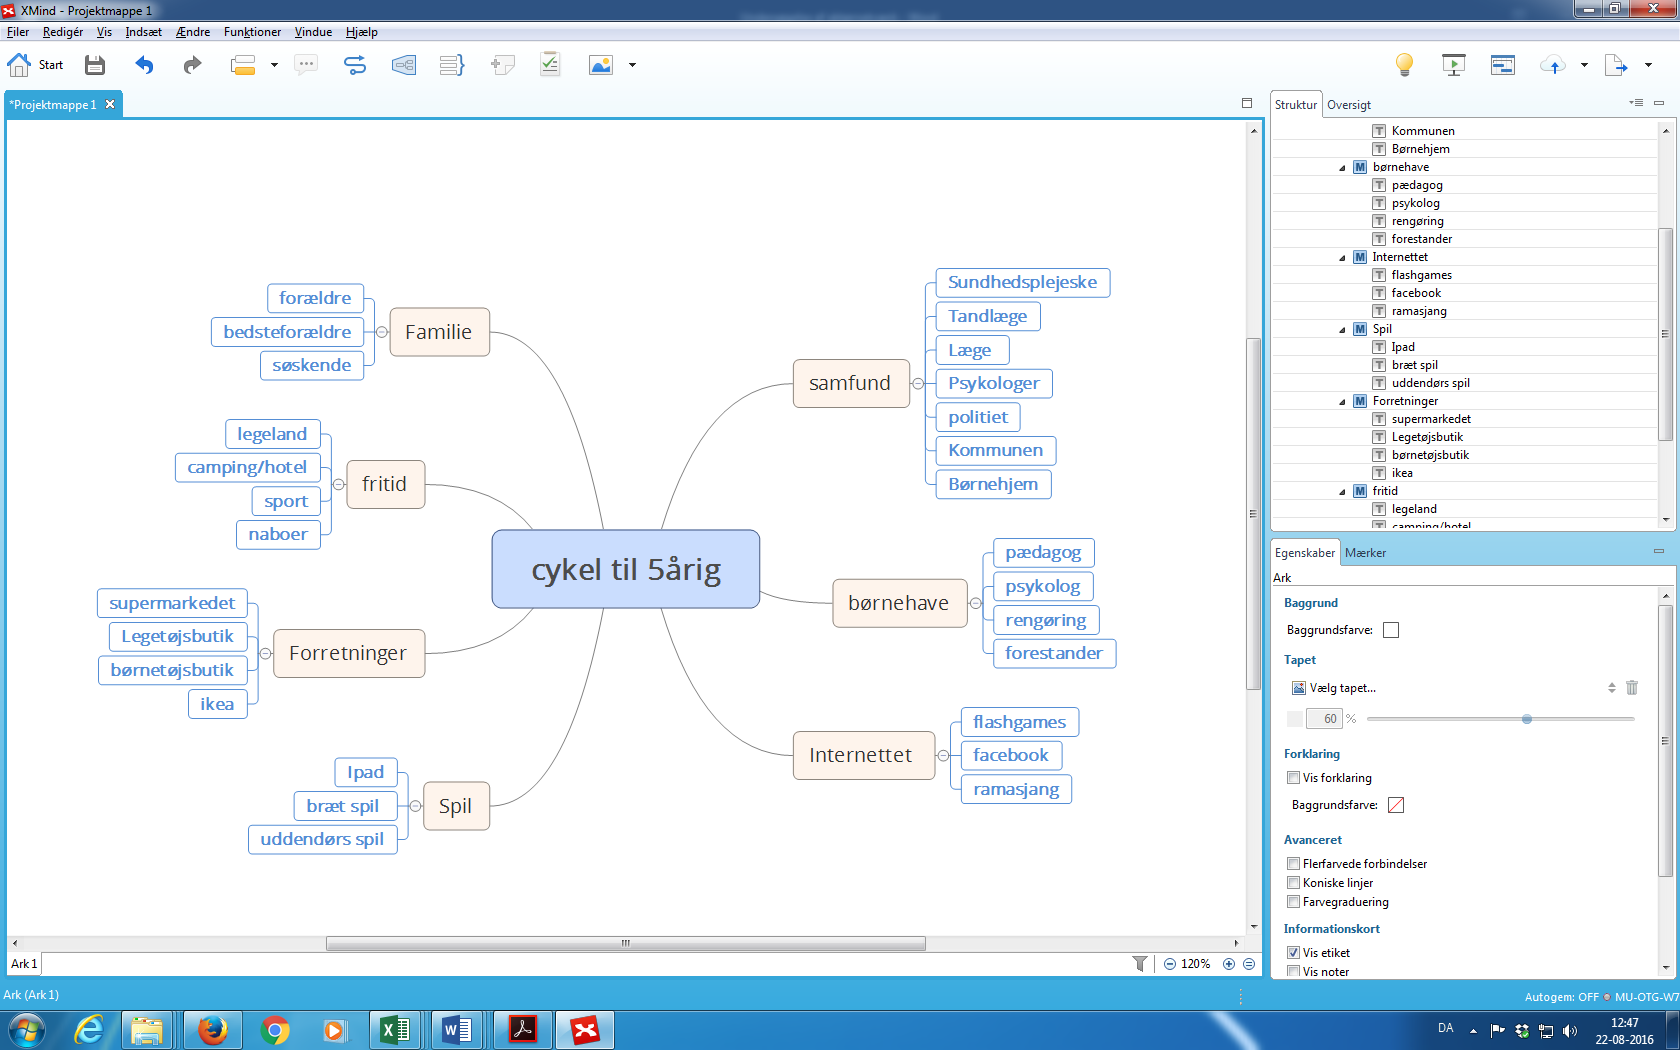 XMind - Projektmappe 1
Filer Redigér Vis Indsæt Ændre Funktioner Vindue Hjælp
Start
*Projektmappe 1
forældre
bedsteforældre
søskende
Familie
legeland
camping/hotel
sport
naboer
fritid
supermarkedet
Legetøjsbutik
børnetøjsbutik
ikea
Forretninger
Ipad
bræt spil
uddendørs spil
Spil
cykel til 5årig
samfund
Sundhedsplejeske
Tandlæge
Læge
Psykologer
politiet
Kommunen
Børnehjem
børnehave
pædagog
psykolog
rengøring
forestander
Internettet
flashgames
facebook
ramasjang
Ark 1
120%
Struktur Oversigt
T Kommunen
T Børnehjem
M børnehave
T pædagog
T psykolog
T rengøring
T forestander
M Internettet
T flashgames
T facebook
T ramasjang
M Spil
T Ipad
T bræt spil
T uddendørs spil
M Forretninger
T supermarkedet
T Legetøjsbutik
T børnetøjsbutik
T ikea
M fritid
T legeland
T camping/hotel
Egenskaber Mærker
Ark
Baggrund
Baggrundsfarve:
Tapet
Vælg tapet...
60 %
Forklaring
Vis forklaring
Baggrundsfarve:
Avanceret
Flerfarvede forbindelser
Koniske linjer
Farvegraduering
Informationskort
Vis etiket
Vis noter
Ark (Ark 1)
Autogem: OFF MU-OTG-W7
DA
12:47
22-08-2016